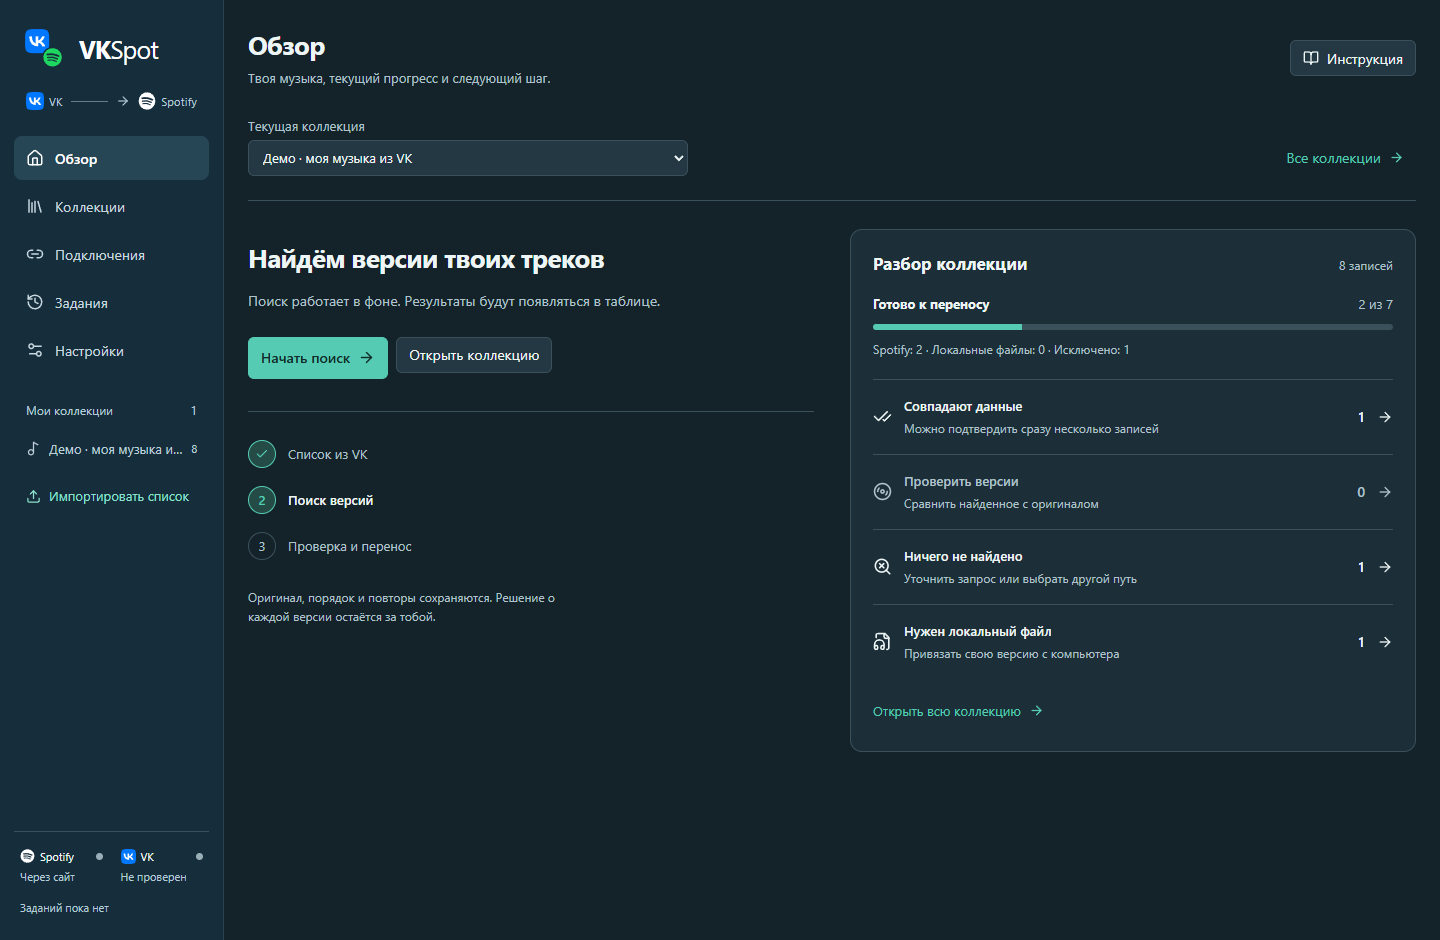 VKSpot
VK
Spotify
Обзор
Коллекции
Подключения
Задания
Настройки
Мои коллекции 1
Демо · моя музыка и... 8
Импортировать список
Spotify
Через сайт
VK
Не проверен
Заданий пока нет
Обзор
Твоя музыка, текущий прогресс и следующий шаг.
Инструкция
Текущая коллекция
Демо · моя музыка из VK
Все коллекции
Найдём версии твоих треков
Поиск работает в фоне. Результаты будут появляться в таблице.
Начать поиск
Открыть коллекцию
Список из VK
2 Поиск версий
3 Проверка и перенос
Оригинал, порядок и повторы сохраняются. Решение о
каждой версии остаётся за тобой.
Разбор коллекции 8 записей
Готово к переносу 2 из 7
Spotify: 2 · Локальные файлы: 0 · Исключено: 1
Совпадают данные 1
Можно подтвердить сразу несколько записей
Проверить версии 0
Сравнить найденное с оригиналом
Ничего не найдено 1
Уточнить запрос или выбрать другой путь
Нужен локальный файл 1
Привязать свою версию с компьютера
Открыть всю коллекцию